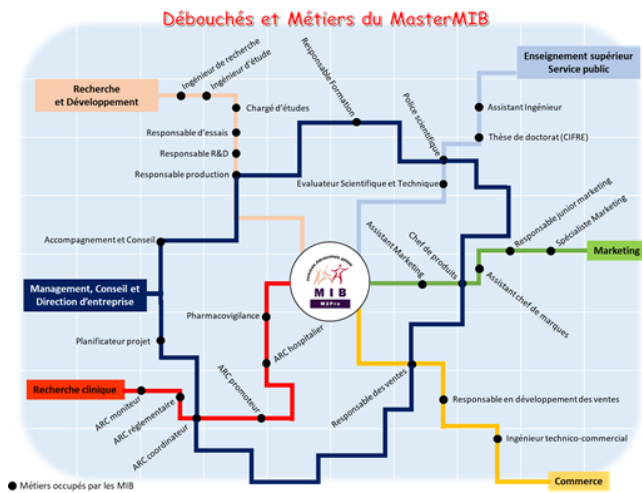 Débouchés et Métiers du MasterMIB
Recherche
et Développement
Ingénieur de recherche
Ingénieur d'étude
Chargé d'études
Responsable d'essais
Responsable R&D
Responsable production
Responsable Formation
Police scientifique
Enseignement supérieur
Service public
Assistant Ingénieur
Thèse de doctorat (CIFRE)
Evaluateur Scientifique et Technique
Accompagnement et Conseil
Assistant Marketing
Chef de produits
Responsable junior marketing
Spécialiste Marketing
Marketing
Assistant chef de marques
Management, Conseil et
Direction d'entreprise
MIB
M2Pro
Pharmacovigilance
ARC hospitalier
Planificateur projet
Recherche clinique
ARC moniteur
ARC réglementaire
ARC coordinateur
ARC promoteur
Responsable des ventes
Responsable en développement des ventes
Ingénieur technico-commercial
Commerce
Métiers occupés par les MIB